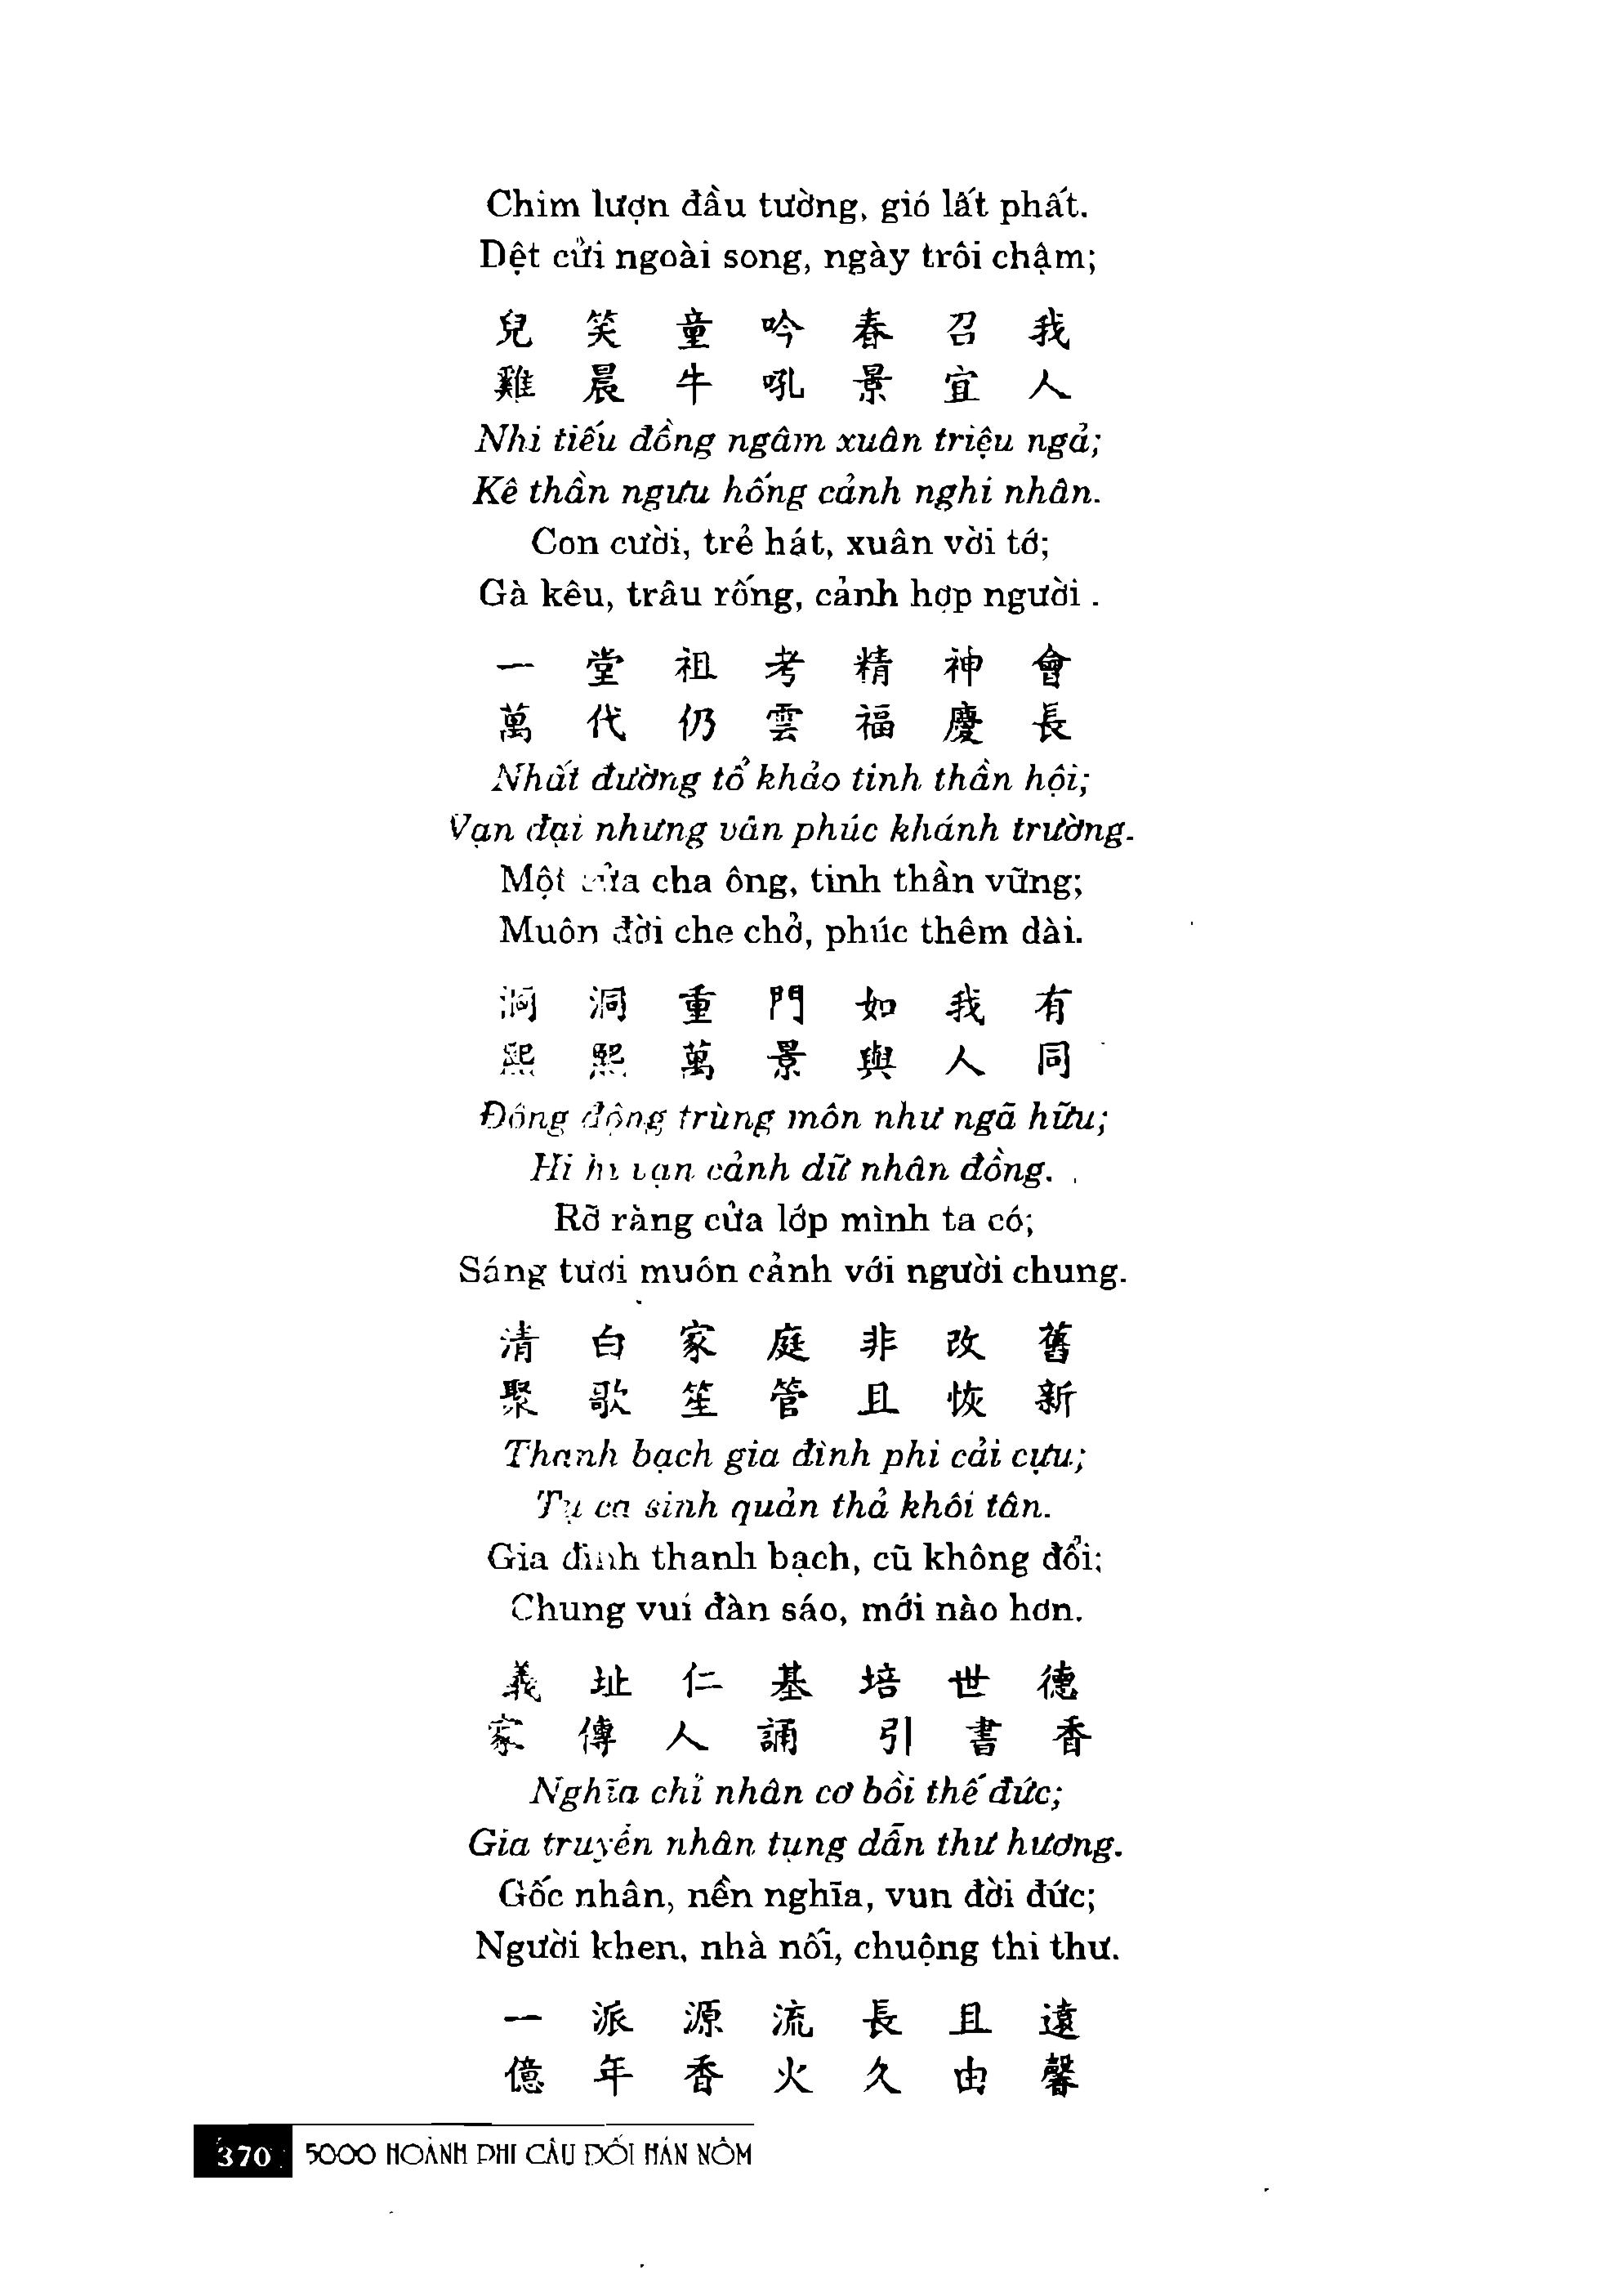 Chim lượn đầu tường, gió lất phất.
Dệt cửi ngoài song, ngày trôi chậm;
兒 笑 童 吟 春 召 我
雞 晨 牛 吼 景 宜 人
Nhi tiếu đồng ngâm xuân triệu ngả;
Kê thần ngưu hống cảnh nghi nhân.
Con cười, trẻ hát, xuân vời tớ;
Gà kêu, trâu rống, cảnh hợp người .
一 堂 祖 考 精 神 會
萬 代 仍 雲 福 慶 長
Nhất đường tổ khảo tinh thần hội;
Vạn đại nhưng vân phúc khánh trường.
Một cửa cha ông, tinh thần vững;
Muôn đời che chở, phúc thêm dài.
洞 洞 重 門 如 我 有
熙 熙 萬 景 與 人 同
Động động trùng môn như ngã hữu;
Hi hi vạn cảnh dữ nhân đồng.
Rỡ ràng cửa lớp mình ta có;
Sáng tươi muôn cảnh với người chung.
清 白 家 庭 非 改 舊
聚 歌 笙 管 且 恢 新
Thanh bạch gia đình phi cải cựu;
Tụ ca sinh quản thả khôi tân.
Gia đình thanh bạch, cũ không đổi;
Chung vui đàn sáo, mới nào hơn.
義 址 仁 基 培 世 德
家 傳 人 誦 引 書 香
Nghĩa chỉ nhân cơ bồi thế đức;
Gia truyền nhân tụng dẫn thư hương.
Gốc nhân, nền nghĩa, vun đời đức;
Người khen, nhà nối, chuộng thi thư.
一 派 源 流 長 且 遠
億 年 香 火 久 由 馨
370 5000 HOÀNH PHI CÂU ĐỐI HÁN NÔM